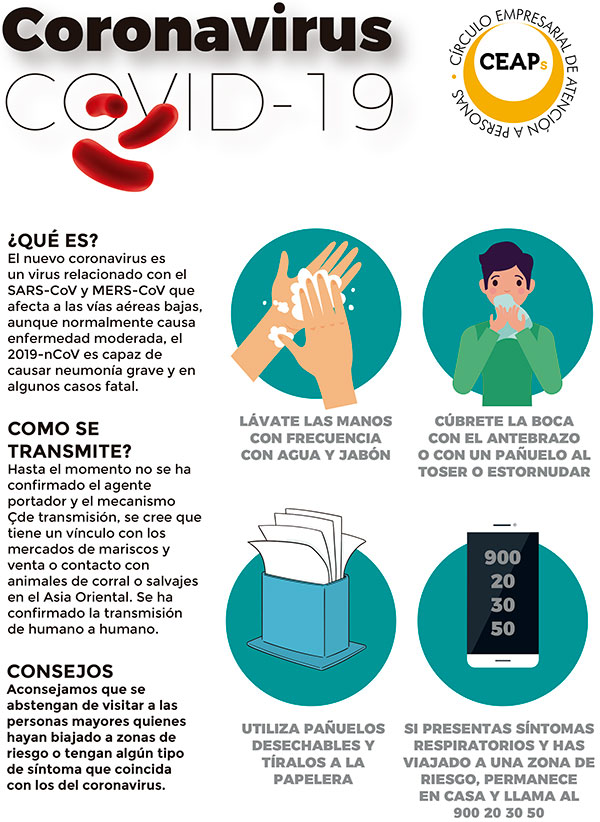 Coronavirus
COVID-19
CÍRCULO EMPRESARIAL DE ATENCIÓN A PERSONAS
CEAPs
¿QUÉ ES?
El nuevo coronavirus es
un virus relacionado con el
SARS-CoV y MERS-CoV que
afecta a las vías aéreas bajas,
aunque normalmente causa
enfermedad moderada, el
2019-nCoV es capaz de
causar neumonía grave y en
algunos casos fatal.
COMO SE
TRANSMITE?
Hasta el momento no se ha
confirmado el agente
portador y el mecanismo
Çde transmisión, se cree que
tiene un vínculo con los
mercados de mariscos y
venta o contacto con
animales de corral o salvajes
en el Asia Oriental. Se ha
confirmado la transmisión
de humano a humano.
CONSEJOS
Aconsejamos que se
abstengan de visitar a las
personas mayores quienes
hayan biajado a zonas de
riesgo o tengan algún tipo
de síntoma que coincida
con los del coronavirus.
LÁVATE LAS MANOS
CON FRECUENCIA
CON AGUA Y JABÓN
CÚBRETE LA BOCA
CON EL ANTEBRAZO
O CON UN PAÑUELO AL
TOSER O ESTORNUDAR
UTILIZA PAÑUELOS
DESECHABLES Y
TÍRALOS A LA
PAPELERA
900
20
30
50
SI PRESENTAS SÍNTOMAS
RESPIRATORIOS Y HAS
VIAJADO A UNA ZONA DE
RIESGO, PERMANECE
EN CASA Y LLAMA AL
900 20 30 50